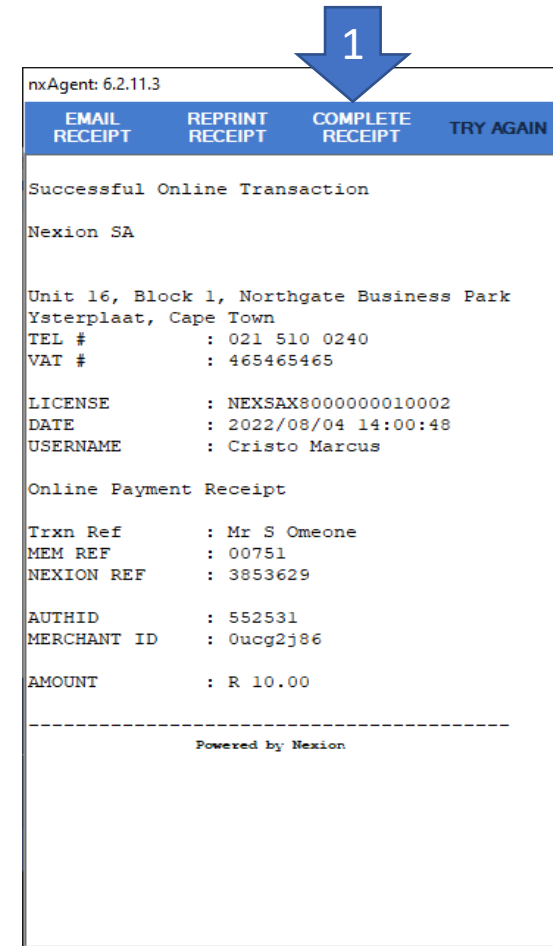 1
nxAgent: 6.2.11.3
EMAIL RECEIPT REPRINT RECEIPT COMPLETE RECEIPT TRY AGAIN
Successful Online Transaction
Nexion SA
Unit 16, Block 1, Northgate Business Park
Ysterplaat, Cape Town
TEL # : 021 510 0240
VAT # : 465465465
LICENSE : NEXSAX8000000010002
DATE : 2022/08/04 14:00:48
USERNAME : Cristo Marcus
Online Payment Receipt
Trxn Ref : Mr S Omeone
MEM REF : 00751
NEXION REF : 3853629
AUTHID : 552531
MERCHANT ID : 0ucg2j86
AMOUNT : R 10.00
-----------------------------------------
Powered by Nexion